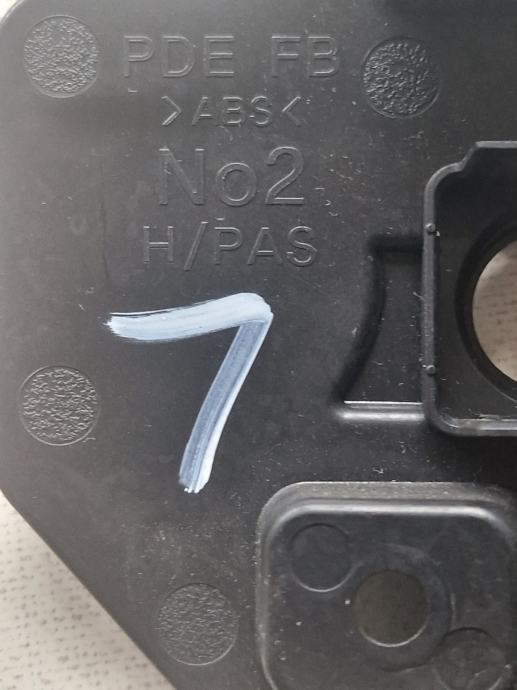 PDE FB
>ABS<
No2
H/PAS
7